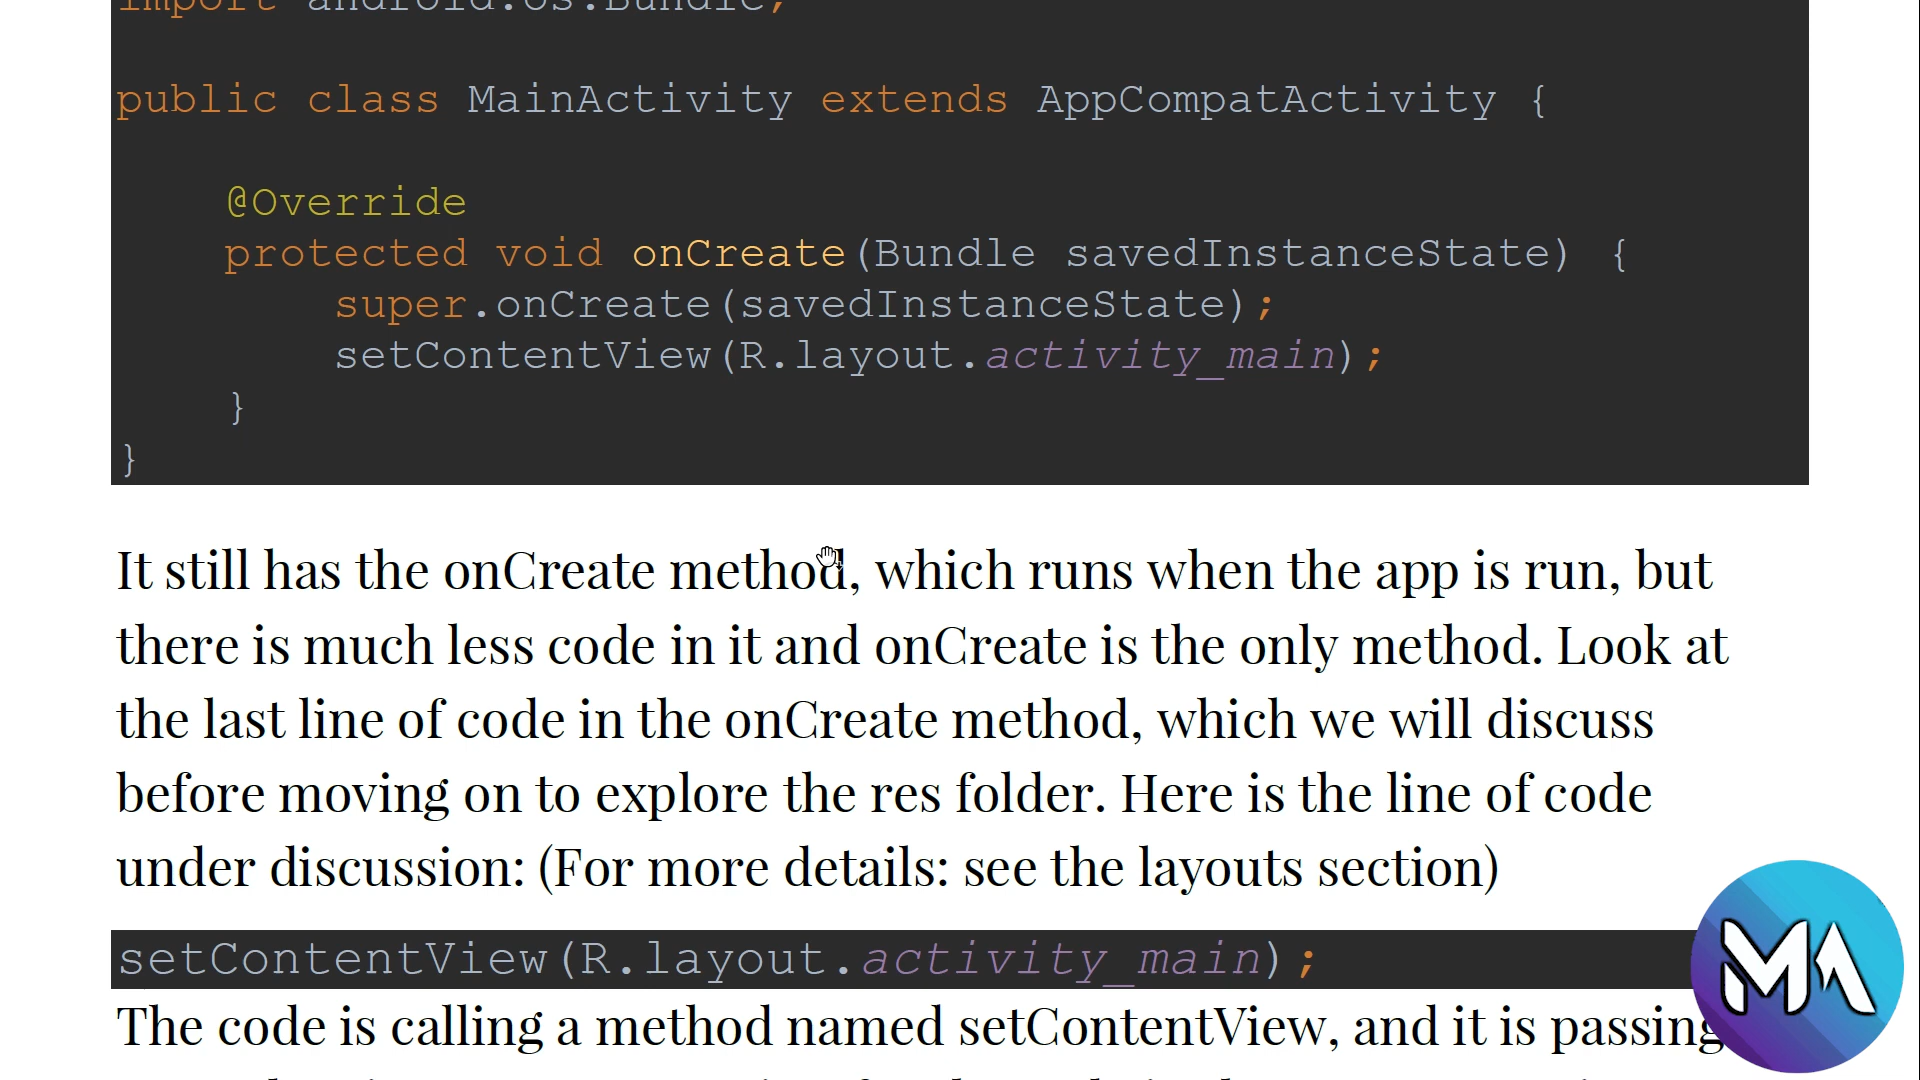 import android.os.Bundle;
public class MainActivity extends AppCompatActivity {
@Override
protected void onCreate(Bundle savedInstanceState) {
super.onCreate(savedInstanceState);
setContentView(R.layout.activity_main);
}
}
It still has the onCreate method, which runs when the app is run, but
there is much less code in it and onCreate is the only method. Look at
the last line of code in the onCreate method, which we will discuss
before moving on to explore the res folder. Here is the line of code
under discussion: (For more details: see the layouts section)
setContentView(R.layout.activity_main);
The code is calling a method named setContentView, and it is passing
MA